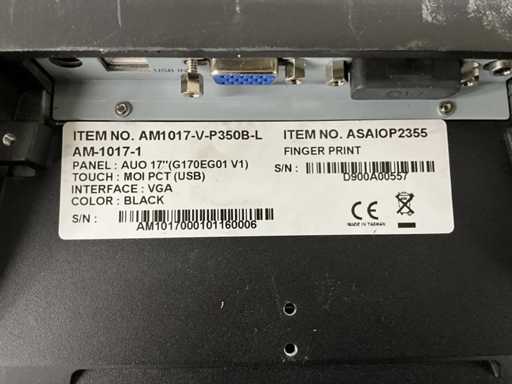 USB
ITEM NO. AM1017-V-P350B-L
AM-1017-1
PANEL : AUO 17"(G170EG01 V1)
TOUCH : MOI PCT (USB)
INTERFACE : VGA
COLOR : BLACK
S/N :
AM1017000101160006
ITEM NO. ASAIOP2355
FINGER PRINT
S/N :
D900A00557
CE
MADE IN TAIWAN